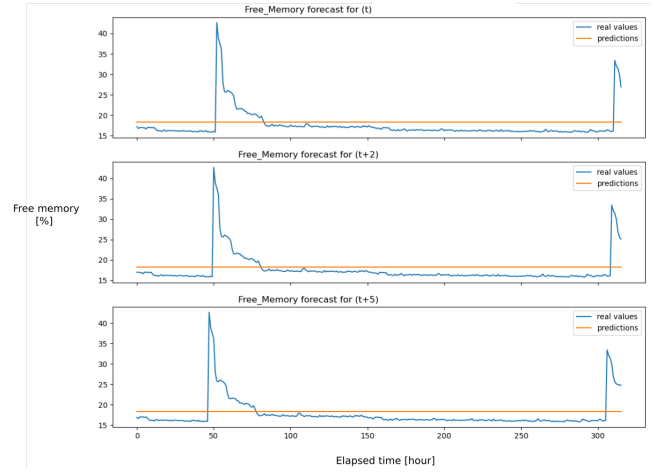 Free_Memory forecast for (t)
real values
predictions
40
35
30
25
20
15
Free_Memory forecast for (t+2)
real values
predictions
40
35
30
25
20
15
Free memory
[%]
Free_Memory forecast for (t+5)
real values
predictions
40
35
30
25
20
15
0
50
100
150
200
250
300
Elapsed time [hour]